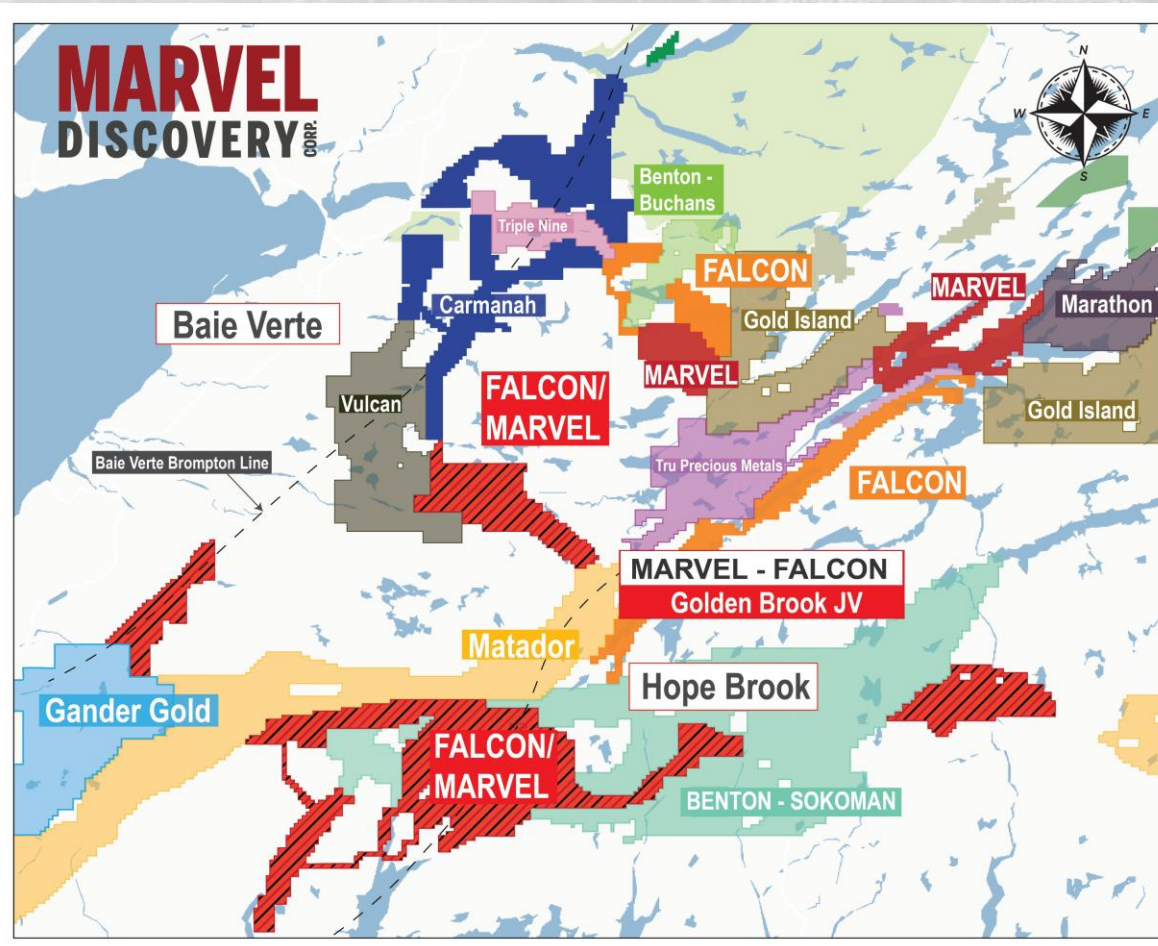 MARVEL
DISCOVERY CORP.
N
W
E
S
Benton -
Buchans
Triple Nine
FALCON
MARVEL
Carmanah
Marathon
Baie Verte
Gold Island
MARVEL
FALCON/
MARVEL
Vulcan
Gold Island
Baie Verte Brompton Line
Tru Precious Metals
FALCON
MARVEL - FALCON
Golden Brook JV
Matador
Hope Brook
Gander Gold
FALCON/
MARVEL
BENTON - SOKOMAN